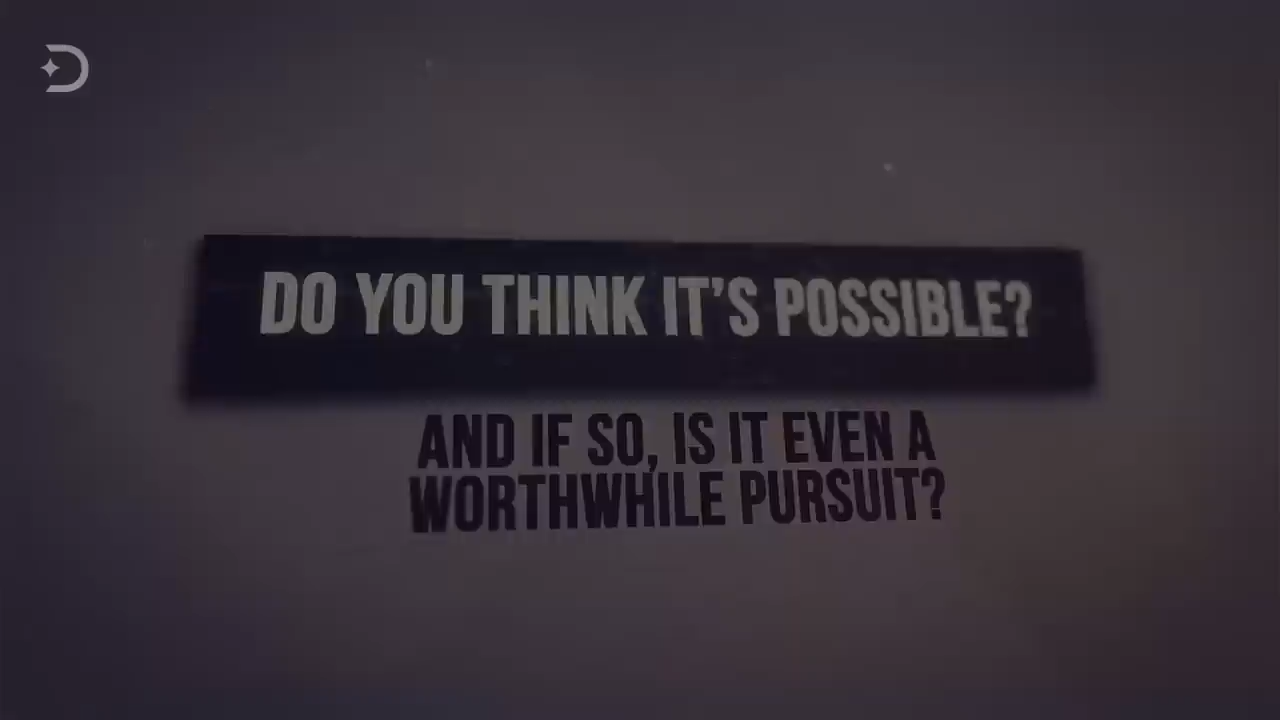 DO YOU THINK IT'S POSSIBLE?
AND IF SO, IS IT EVEN A
WORTHWHILE PURSUIT?